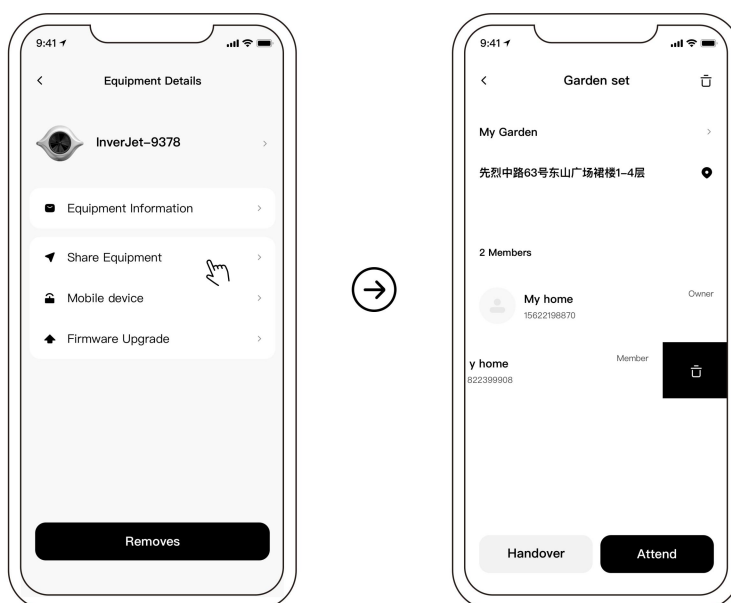 9:41
Equipment Details
InverJet-9378
Equipment Information
Share Equipment
Mobile device
Firmware Upgrade
Removes
9:41
Garden set
My Garden
先烈中路63号东山广场裙楼1-4层
2 Members
My home
Owner
15622198870
y home
Member
822399908
Handover
Attend